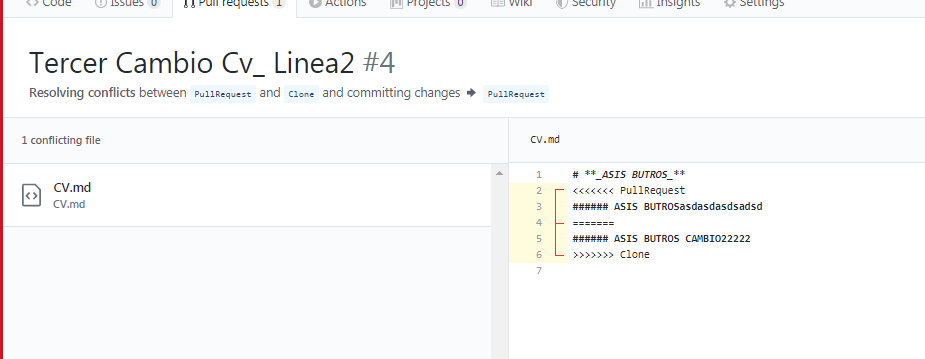 Code Issues 0 Pull requests 1 Actions Projects 0 Wiki Security Insights Settings
Tercer Cambio Cv_ Linea2 #4
Resolving conflicts between PullRequest and Clone and committing changes → PullRequest
1 conflicting file
CV.md
CV.md
CV.md
1 # **_ASIS BUTROS_**
2 <<<<<<< PullRequest
3 ###### ASIS BUTROSasdasdasdsadsd
4 =======
5 ###### ASIS BUTROS CAMBIO22222
6 >>>>>>> Clone
7